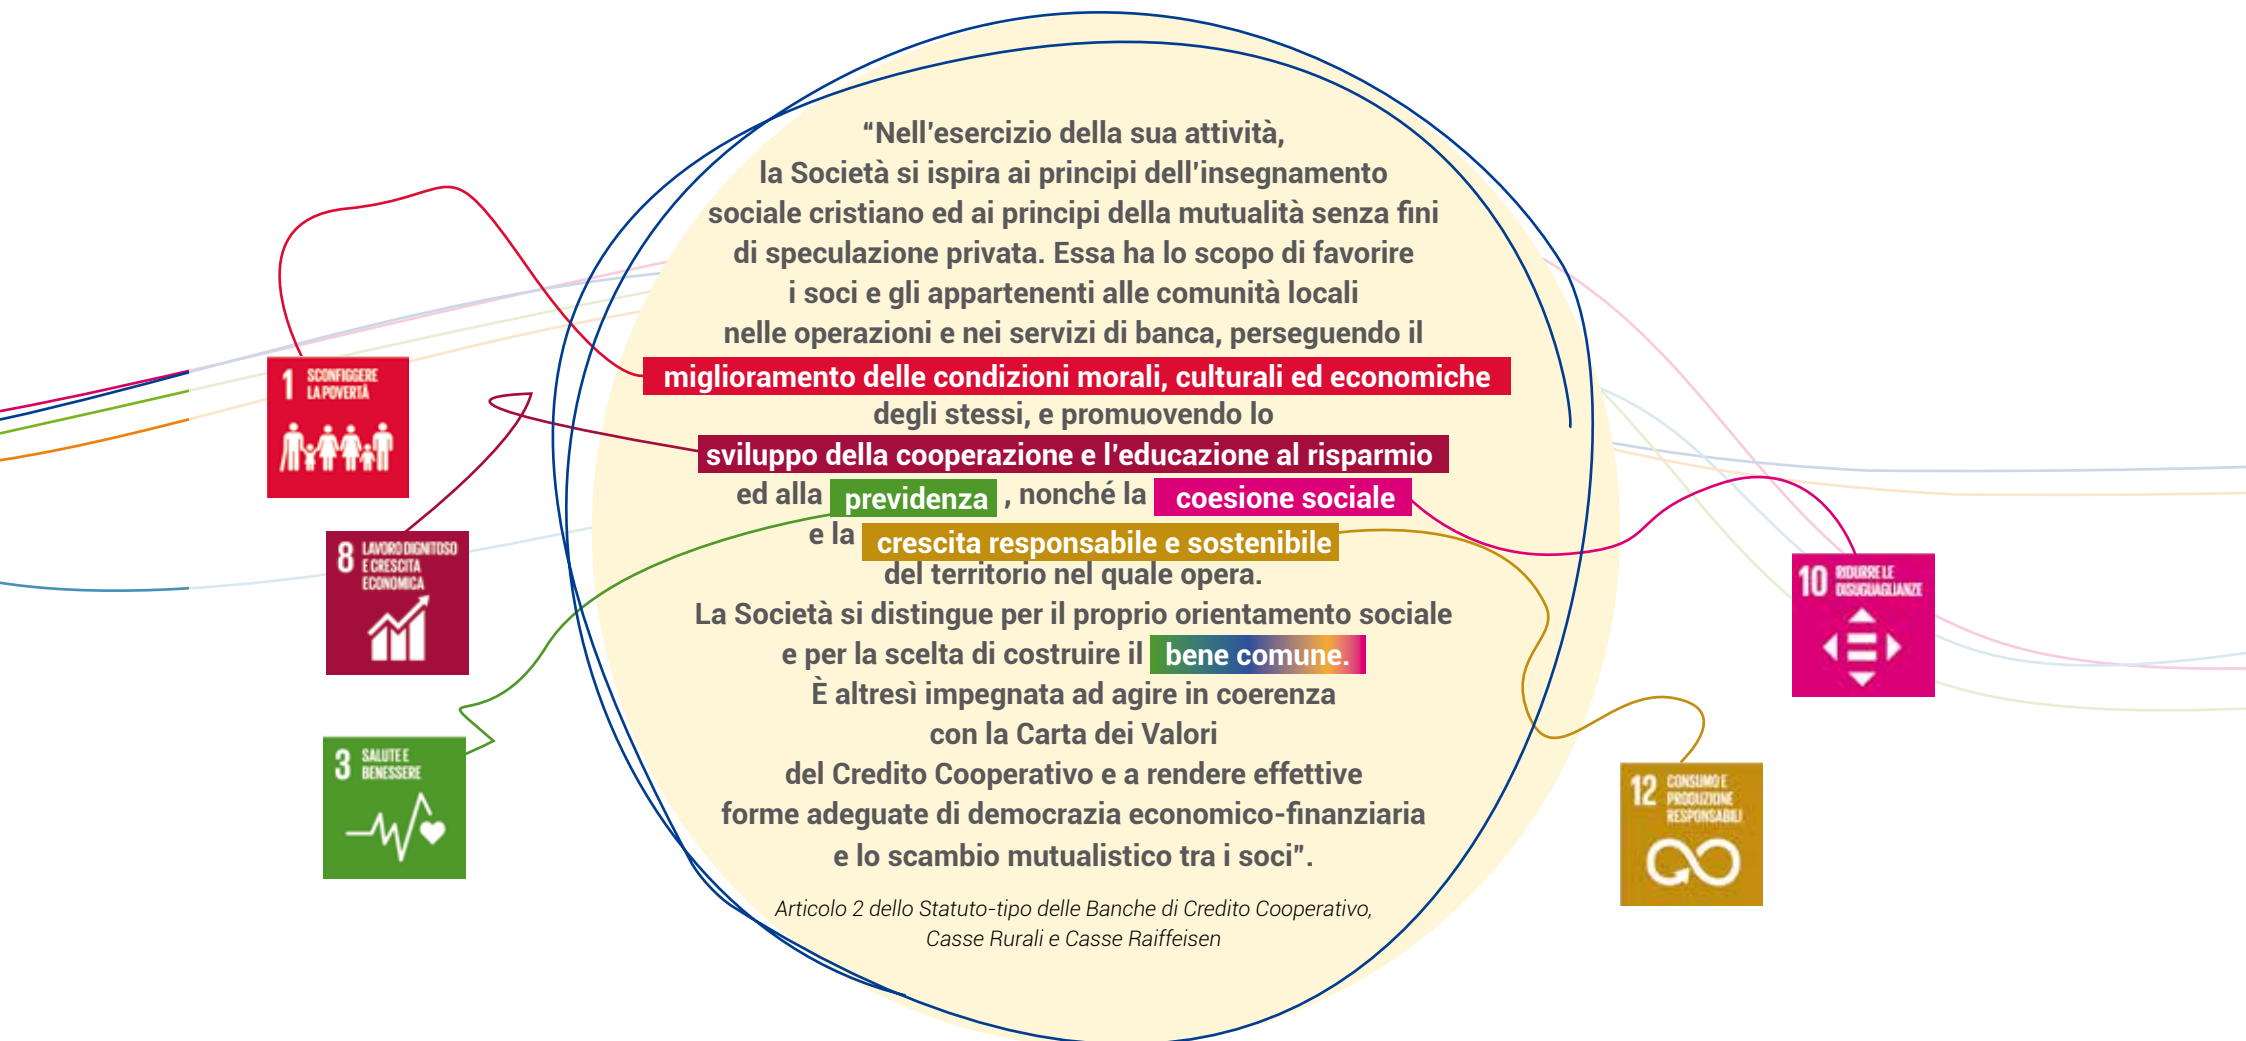 “Nell'esercizio della sua attività,
la Società si ispira ai principi dell'insegnamento
sociale cristiano ed ai principi della mutualità senza fini
di speculazione privata. Essa ha lo scopo di favorire
i soci e gli appartenenti alle comunità locali
nelle operazioni e nei servizi di banca, perseguendo il
miglioramento delle condizioni morali, culturali ed economiche
degli stessi, e promuovendo lo
sviluppo della cooperazione e l'educazione al risparmio
ed alla previdenza , nonché la coesione sociale
e la crescita responsabile e sostenibile
del territorio nel quale opera.
La Società si distingue per il proprio orientamento sociale
e per la scelta di costruire il bene comune.
È altresì impegnata ad agire in coerenza
con la Carta dei Valori
del Credito Cooperativo e a rendere effettive
forme adeguate di democrazia economico-finanziaria
e lo scambio mutualistico tra i soci".
Articolo 2 dello Statuto-tipo delle Banche di Credito Cooperativo,
Casse Rurali e Casse Raiffeisen
1 SCONFIGGERE
LA POVERTÀ
8 LAVORO DIGNITOSO
E CRESCITA
ECONOMICA
3 SALUTE E
BENESSERE
10 RIDURRE LE
DISUGUAGLIANZE
12 CONSUMO E
PRODUZIONE
RESPONSABILI